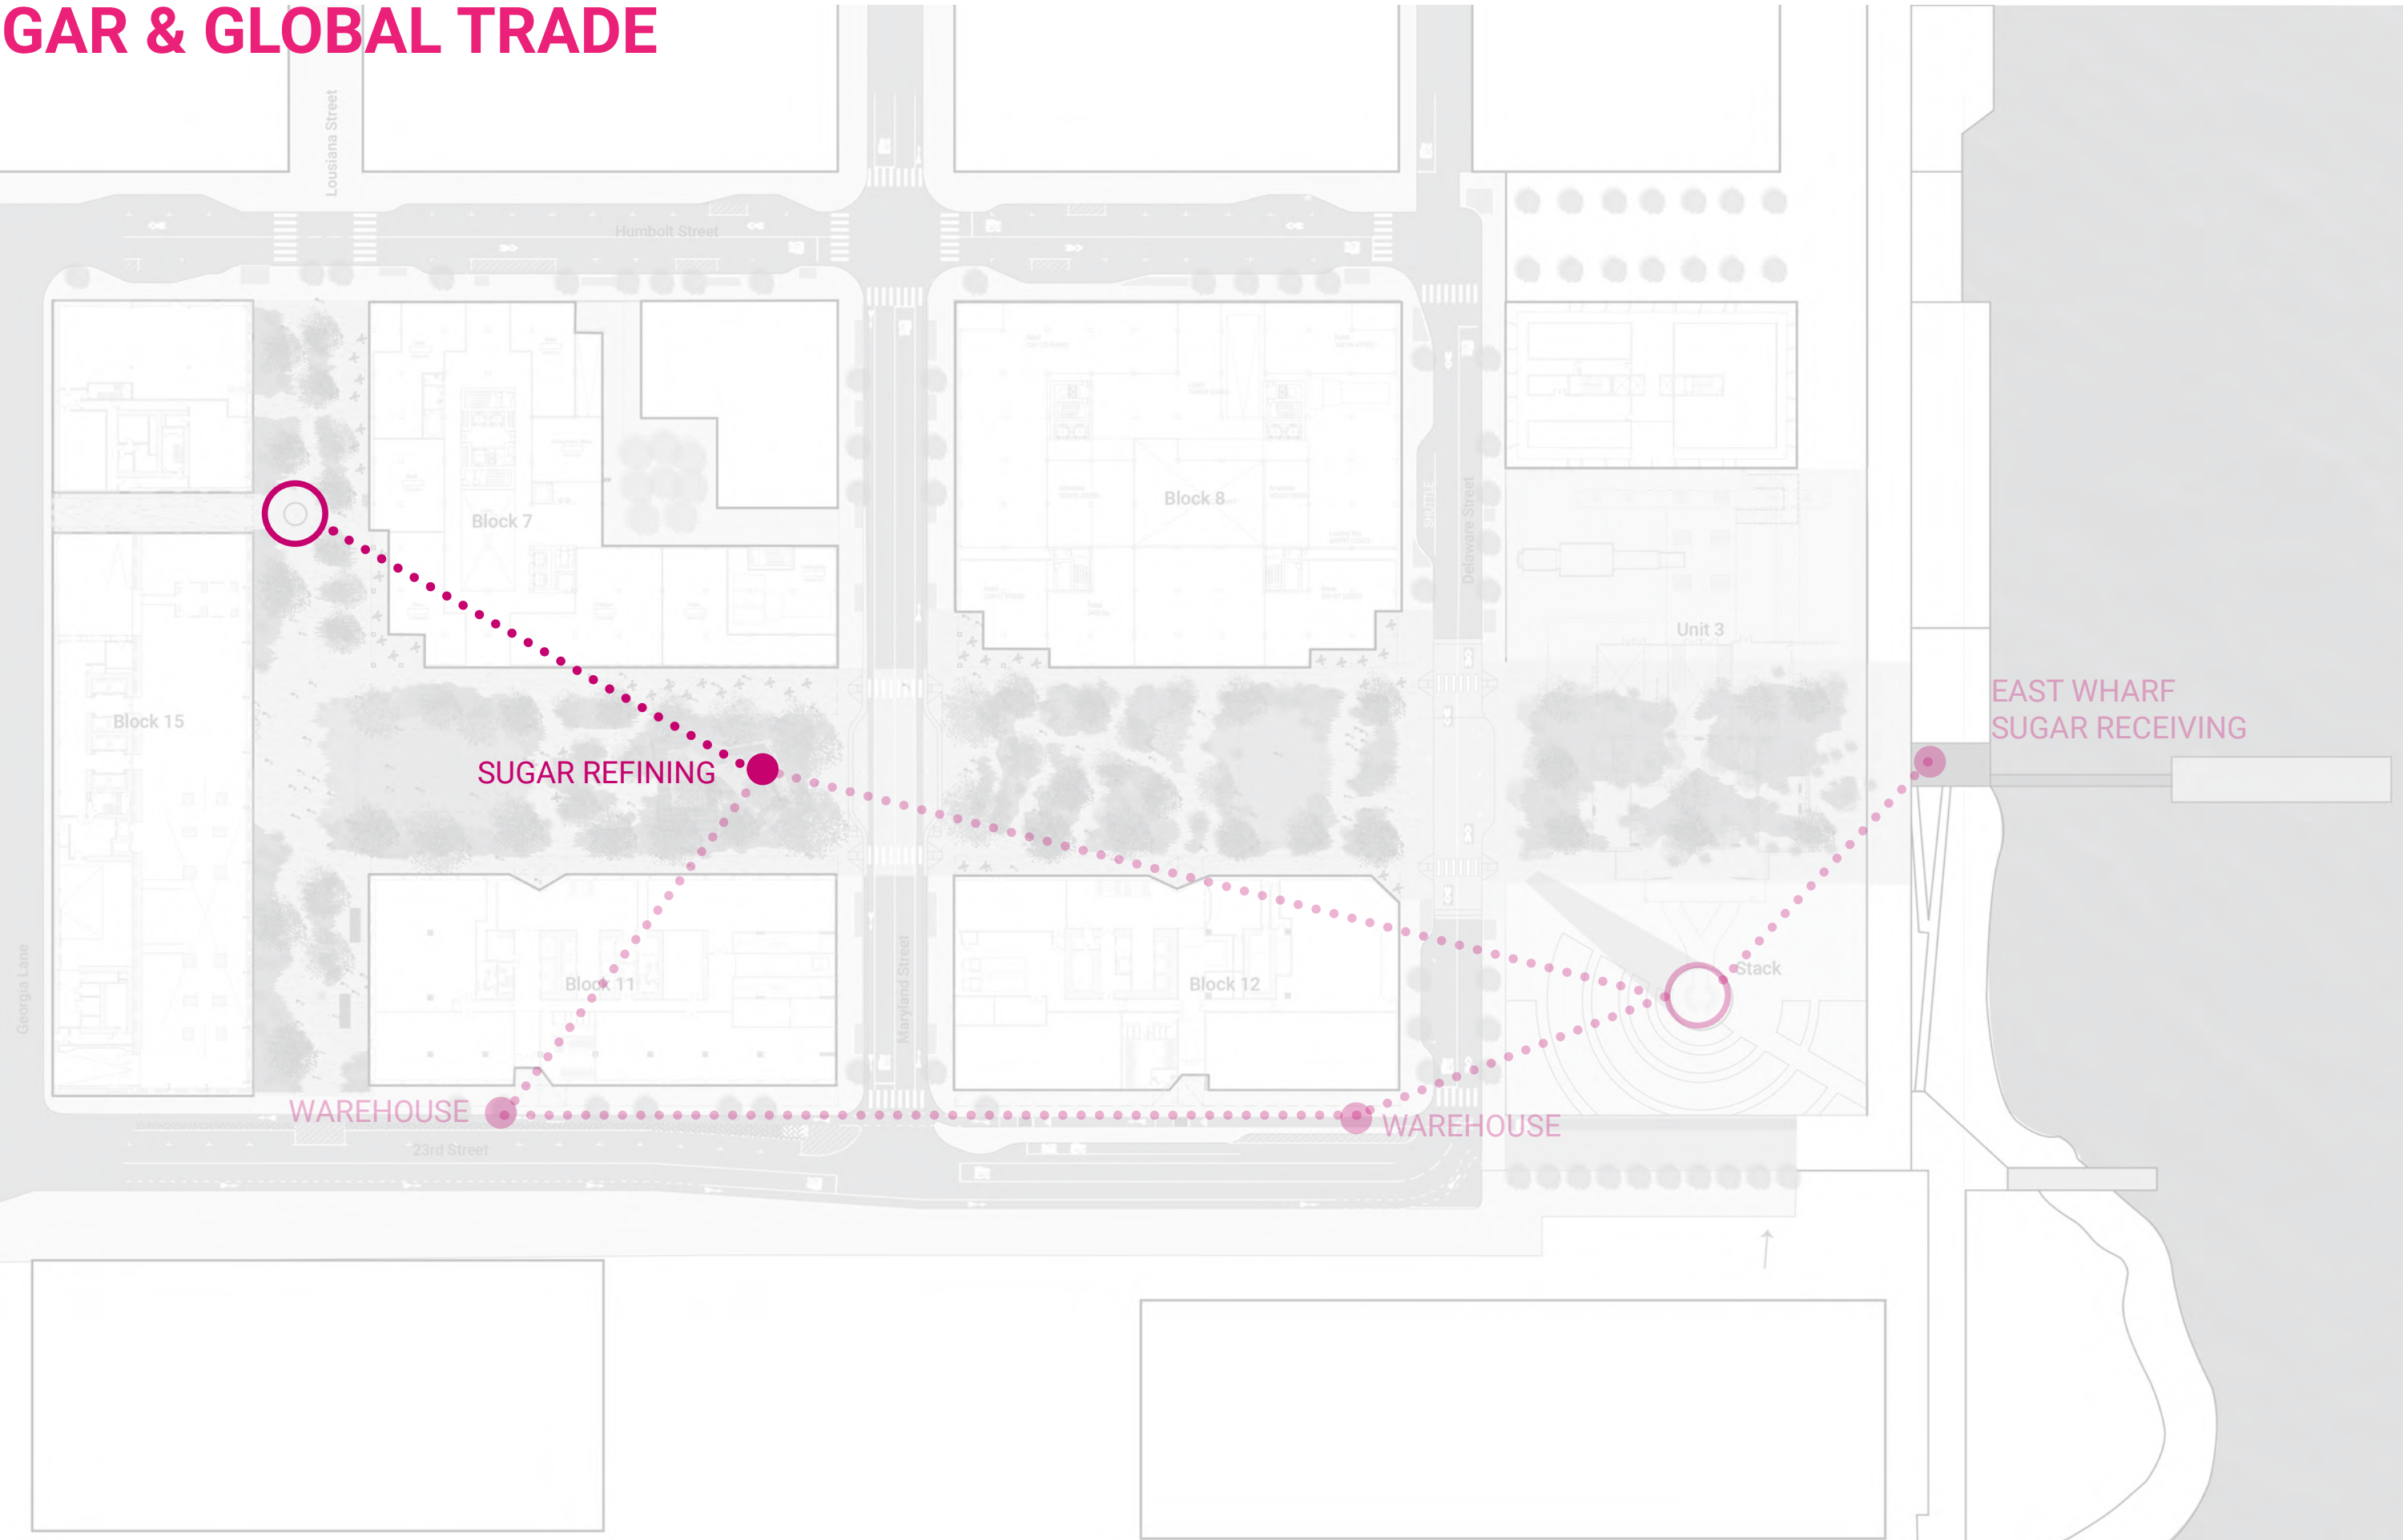 GAR & GLOBAL TRADE
Lousiana Street
Humbolt Street
Block 7
Block 8
SHUTTLE
Delaware Street
Unit 3
Block 15
EAST WHARF
SUGAR RECEIVING
SUGAR REFINING
Georgia Lane
Block 11
Maryland Street
Block 12
Stack
WAREHOUSE
WAREHOUSE
23rd Street